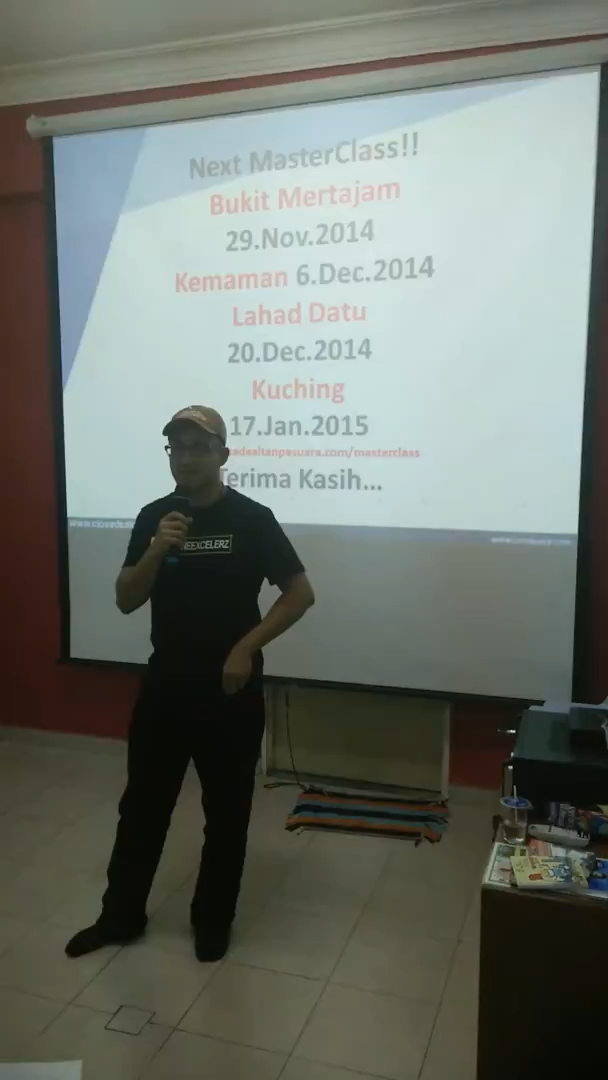 Next MasterClass!!
Bukit Mertajam
29.Nov.2014
Kemaman 6.Dec.2014
Lahad Datu
20.Dec.2014
Kuching
17.Jan.2015
Terima Kasih...